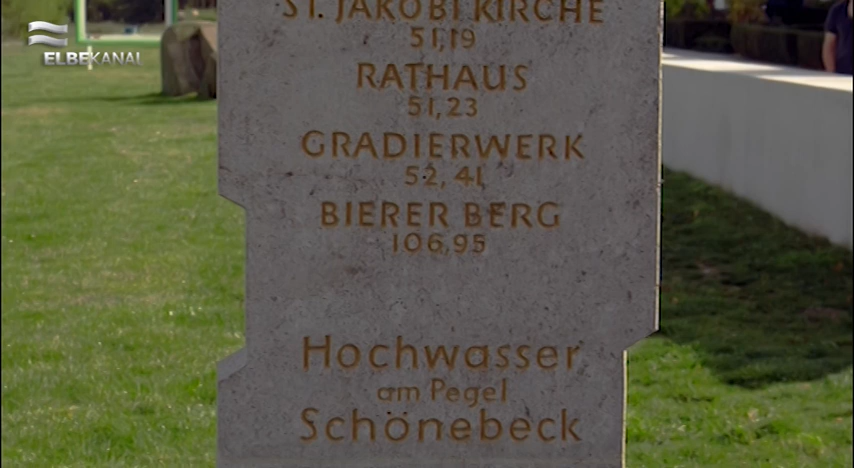 ELBEKANAL
ST. JAKOBI KIRCHE
51,19
RATHAUS
51,23
GRADIERWERK
52,41
BIERER BERG
106,95
Hochwasser
am Pegel
Schönebeck